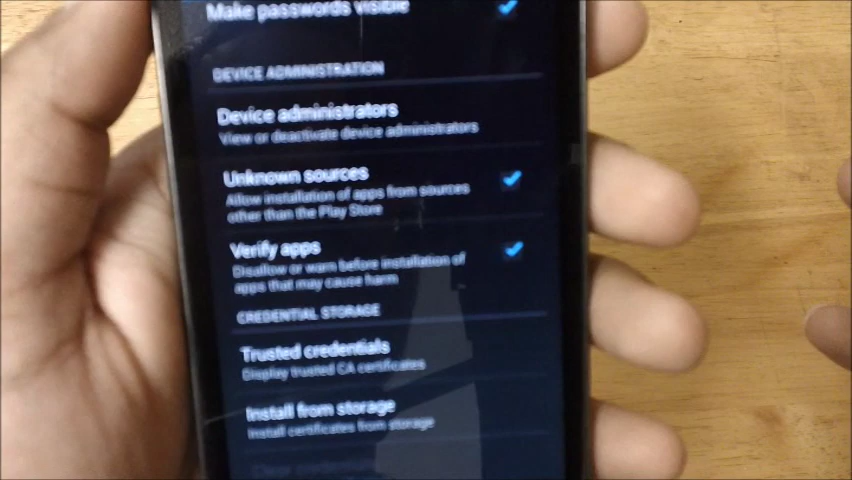 Make passwords visible
DEVICE ADMINISTRATION
Device administrators
View or deactivate device administrators
Unknown sources
Allow installation of apps from sources
other than the Play Store
Verify apps
Disallow or warn before installation of
apps that may cause harm
CREDENTIAL STORAGE
Trusted credentials
Display trusted CA certificates
Install from storage
Install certificates from storage